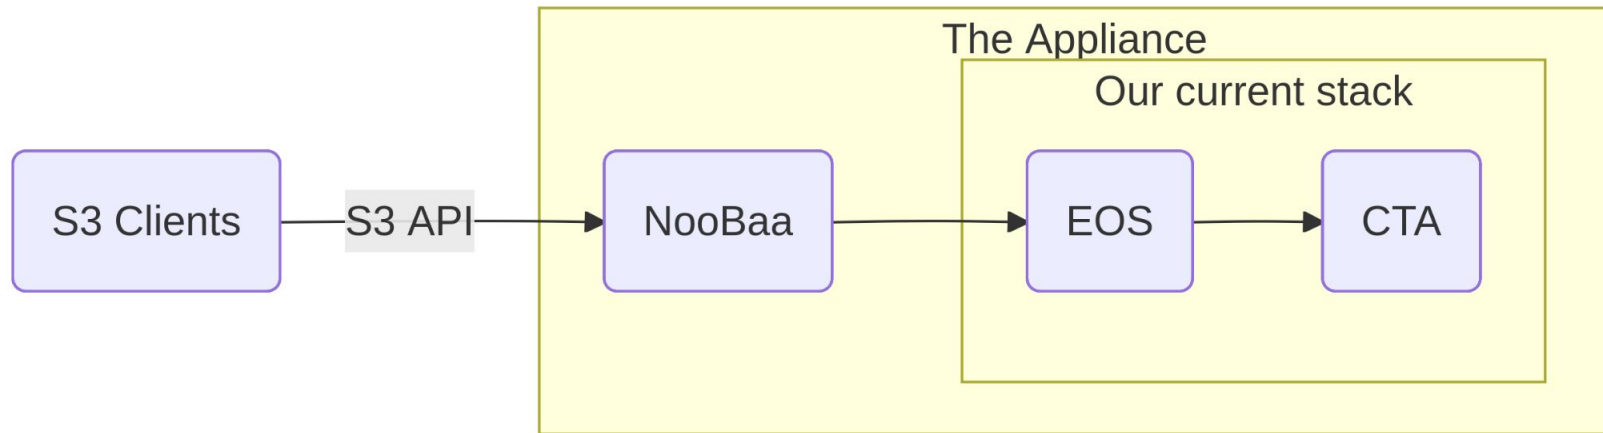 The Appliance
Our current stack
S3 Clients
S3 API
NooBaa
EOS
CTA